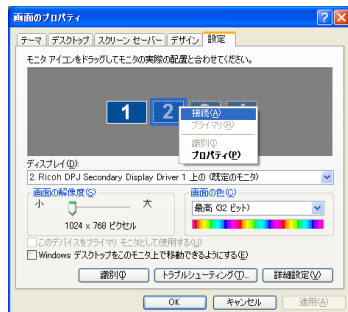 画面のプロパティ
テーマ デスクトップ スクリーン セーバー デザイン 設定
モニタ アイコンをドラッグしてモニタの実際の配置と合わせてください。
1 2
接続(A)
プライマリ(R)
識別(I)
プロパティ(P)
ディスプレイ(D):
2. Ricoh DPJ Secondary Display Driver 1 上の (既定のモニタ)
画面の解像度(S)
小 大
1024 x 768 ピクセル
画面の色(C)
最高 (32 ビット)
このデバイスをプライマリ モニタとして使用する(U)
Windows デスクトップをこのモニタ上で移動できるようにする(E)
識別(I) トラブルシューティング(T)... 詳細設定(V)
OK キャンセル 適用(A)